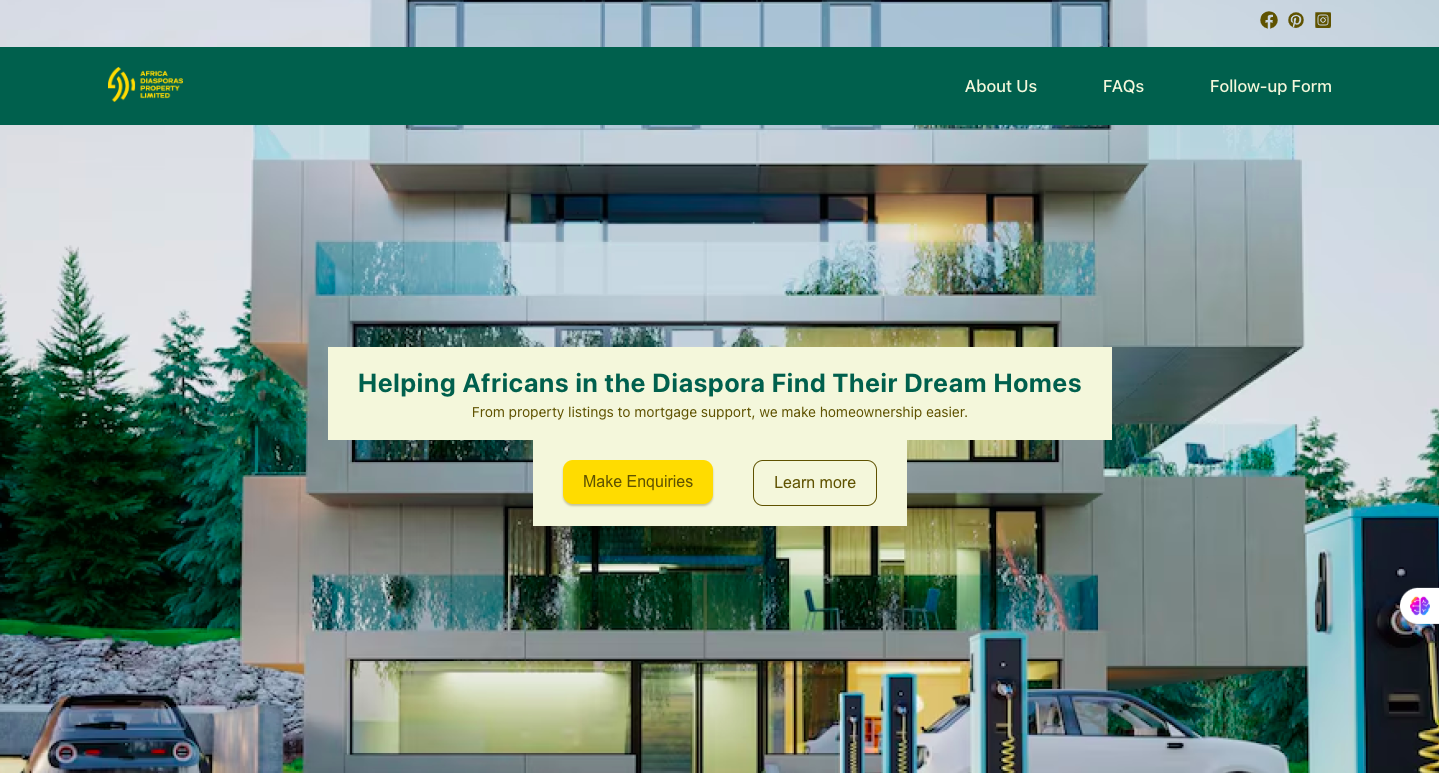 AFRICA
DIASPORAS
PROPERTY
LIMITED
About Us
FAQs
Follow-up Form
Helping Africans in the Diaspora Find Their Dream Homes
From property listings to mortgage support, we make homeownership easier.
Make Enquiries
Learn more